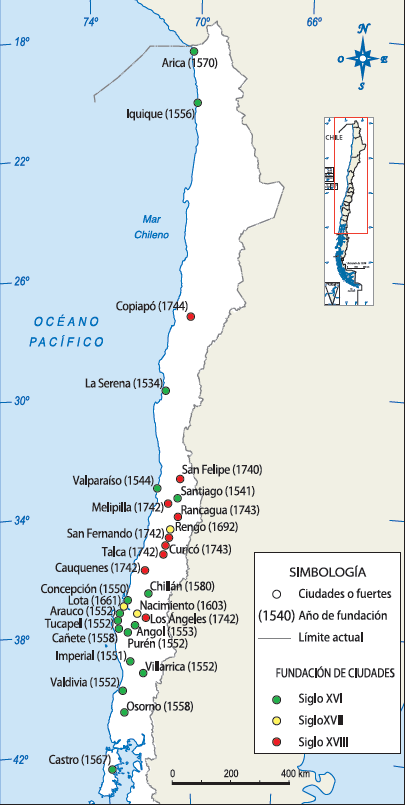 74°
70°
66°
18°
22°
26°
30°
34°
38°
42°
N
O
E
S
CHILE
Arica (1570)
Iquique (1556)
Mar
Chileno
Copiapó (1744)
OCÉANO
PACÍFICO
La Serena (1534)
San Felipe (1740)
Valparaíso (1544)
Santiago (1541)
Melipilla (1742)
Rancagua (1743)
Rengo (1692)
San Fernando (1742)
Curicó (1743)
Talca (1742)
Cauquenes (1742)
Chillán (1580)
Concepción (1550)
Lota (1661)
Nacimiento (1603)
Arauco (1552)
Los Ángeles (1742)
Tucapel (1552)
Angol (1553)
Cañete (1558)
Purén (1552)
Imperial (1551)
Villarrica (1552)
Valdivia (1552)
Osorno (1558)
Castro (1567)
SIMBOLOGÍA
Ciudades o fuertes
(1540) Año de fundación
Límite actual
FUNDACIÓN DE CIUDADES
Siglo XVI
SigloXVII
Siglo XVIII
0 200 400 km